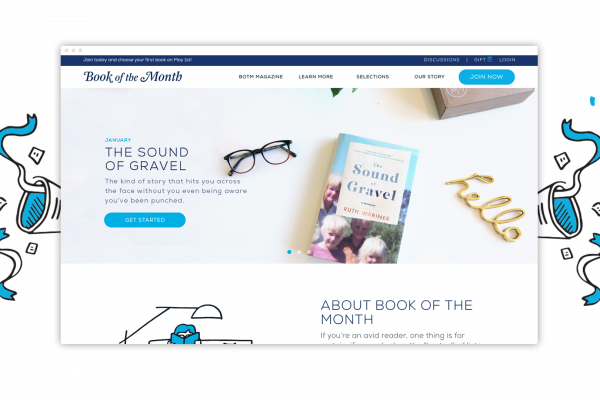 Join today and choose your first book on May 1st!
DISCUSSIONS | GIFT LOGIN
Book of the Month
BOTM MAGAZINE LEARN MORE SELECTIONS OUR STORY JOIN NOW
JANUARY
THE SOUND
OF GRAVEL
The kind of story that hits you across
the face without you even being aware
you've been punched.
GET STARTED
The
Sound
of
Gravel
RUTH WARINER
hello
ABOUT BOOK OF THE
MONTH
If you're an avid reader, one thing is for